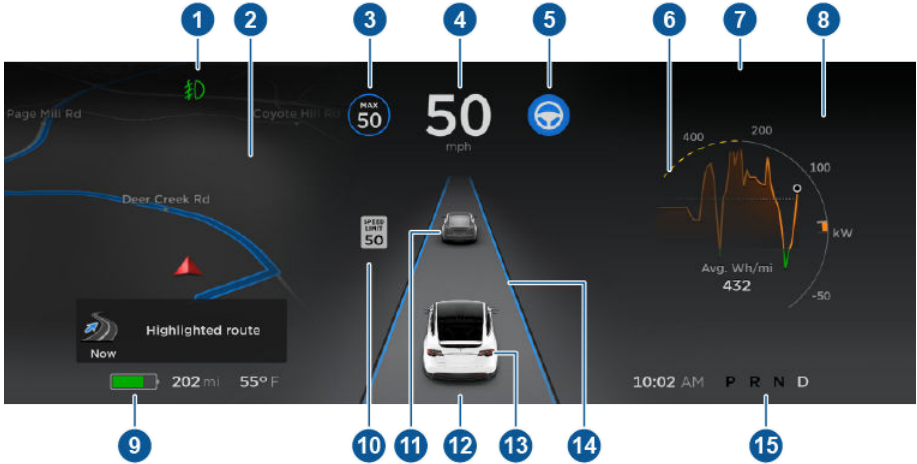 1
2
3
4
5
6
7
8
Page Mill Rd
Coyote Hill Rd
MAX
50
50
mph
400
200
100
Deer Creek Rd
SPEED
LIMIT
50
kW
Avg. Wh/mi
432
-50
Highlighted route
Now
202 mi 55° F
10:02 AM P R N D
9
10
11
12
13
14
15